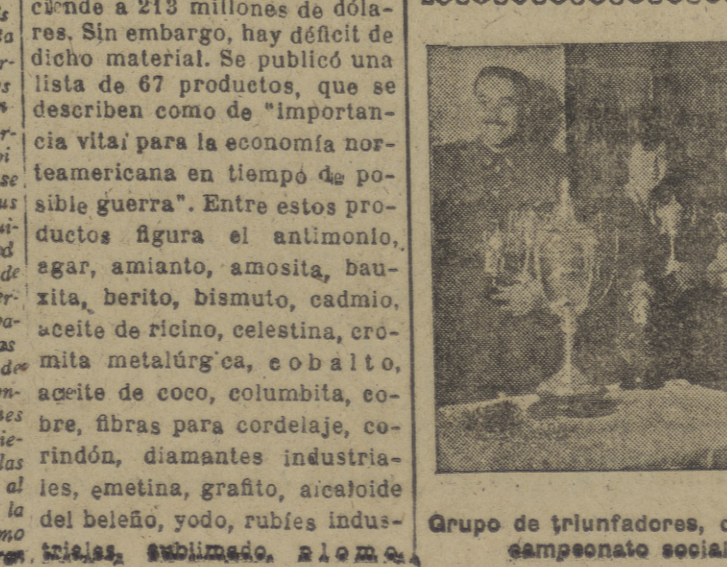 ciende a 213 millones de dóla-
res. Sin embargo, hay déficit de
dicho material. Se publicó una
lista de 67 productos, que se
describen como de "importan-
cia vital para la economía nor-
teamericana en tiempo de po-
sible guerra". Entre estos pro-
ductos figura el antimonio,
agar, amianto, amosita, bau-
xita, berito, bismuto, cadmio,
aceite de ricino, celestina, cro-
mita metalúrgica, cobalto,
aceite de coco, columbita, co-
bre, fibras para cordelaje, co-
rindón, diamantes industria-
les, emetina, grafito, alcaloide
del beleño, yodo, rubíes indus-
triales, sublimado, plomo,
Grupo de triunfadores,
campeonato social